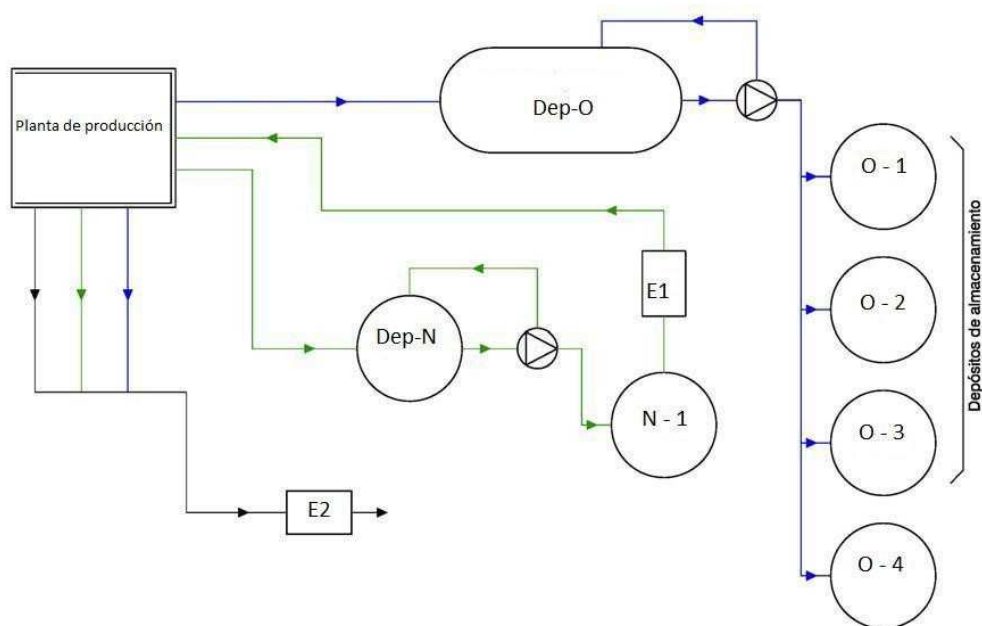 Planta de producción
Dep-O
O - 1
O - 2
O - 3
O - 4
Depósitos de almacenamiento
E1
Dep-N
N - 1
E2